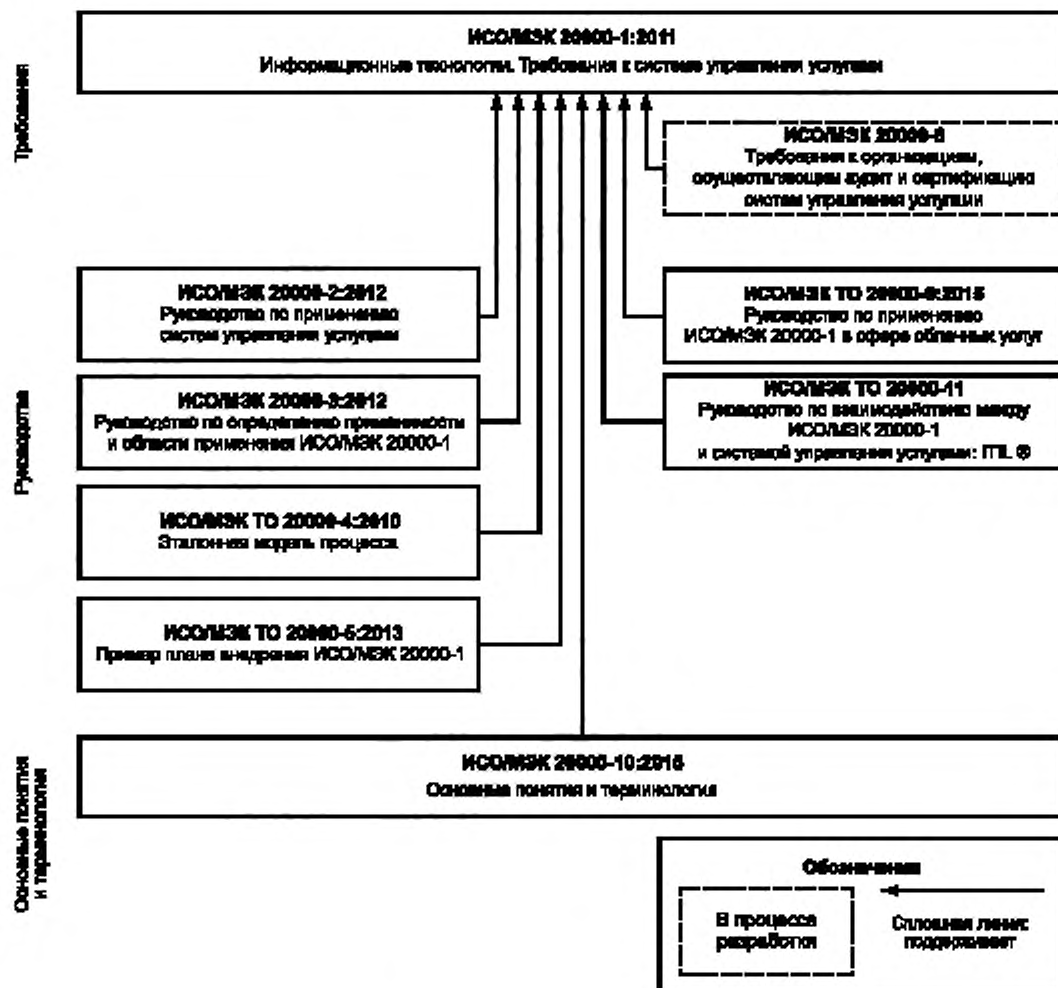 Требования
ИСО/МЭК 20000-1:2011
Информационные технологии. Требования к системе управления услугами
ИСО/МЭК 20000-6
Требования к организациям,
осуществляющим аудит и сертификацию
систем управления услугами
Руководства
ИСО/МЭК 20000-2:2012
Руководство по применению
систем управления услугами
ИСО/МЭК 20000-3:2012
Руководство по определению применимости
и области применения ИСО/МЭК 20000-1
ИСО/МЭК ТО 20000-4:2010
Эталонная модель процесса
ИСО/МЭК ТО 20000-5:2013
Пример плана внедрения ИСО/МЭК 20000-1
ИСО/МЭК ТО 20000-9:2015
Руководство по применению
ИСО/МЭК 20000-1 в сфере облачных услуг
ИСО/МЭК ТО 20000-11
Руководство по взаимодействию между
ИСО/МЭК 20000-1
и системой управления услугами: ITIL ®
Основные понятия
и терминология
ИСО/МЭК 20000-10:2015
Основные понятия и терминология
Обозначения
В процессе
разработки
Сплошная линия:
поддерживает